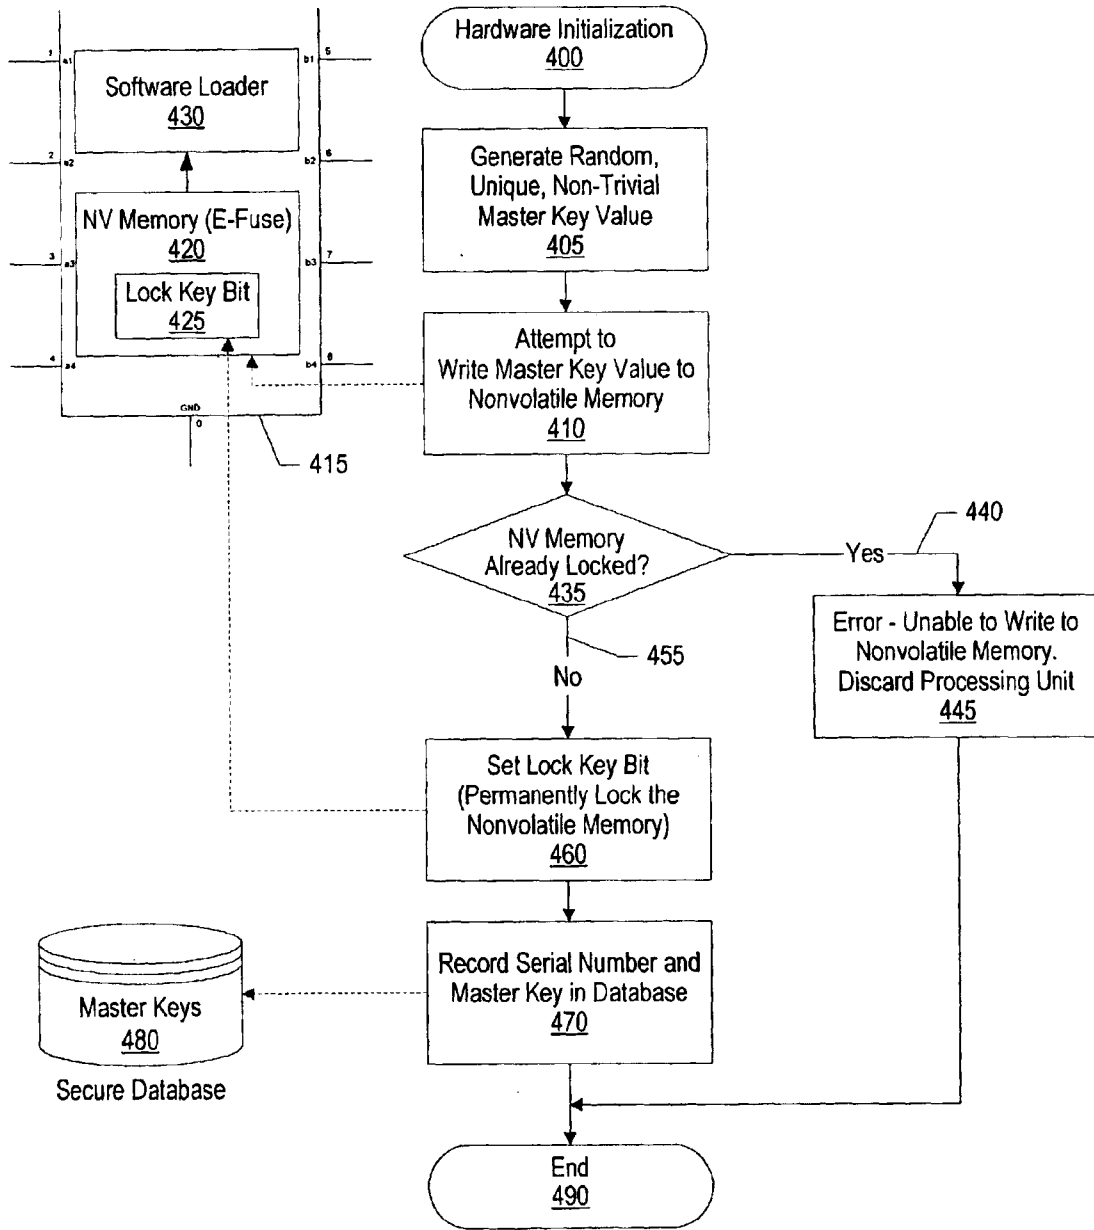 Hardware Initialization
400
1
a1
b1
5
Software Loader
430
2
a2
b2
6
Generate Random,
Unique, Non-Trivial
Master Key Value
405
NV Memory (E-Fuse)
420
3
a3
b3
7
Lock Key Bit
425
4
a4
b4
8
GND
0
415
Attempt to
Write Master Key Value to
Nonvolatile Memory
410
NV Memory
Already Locked?
435
Yes
440
Error - Unable to Write to
Nonvolatile Memory.
Discard Processing Unit
445
455
No
Set Lock Key Bit
(Permanently Lock the
Nonvolatile Memory)
460
Record Serial Number and
Master Key in Database
470
Master Keys
480
Secure Database
End
490